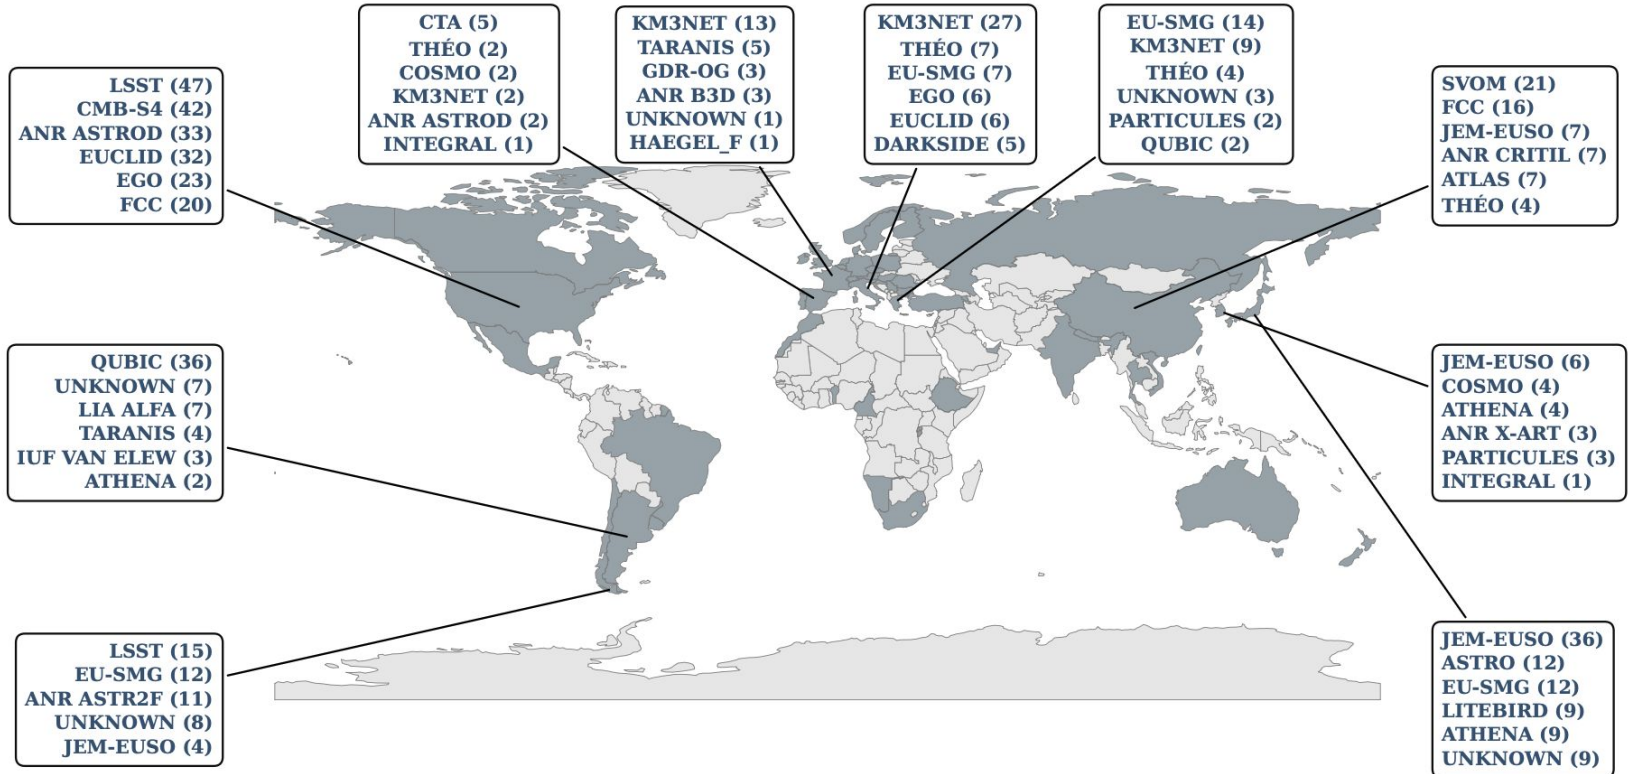 CTA (5)
THÉO (2)
COSMO (2)
KM3NET (2)
ANR ASTROD (2)
INTEGRAL (1)
KM3NET (13)
TARANIS (5)
GDR-OG (3)
ANR B3D (3)
UNKNOWN (1)
HAEGEL_F (1)
KM3NET (27)
THÉO (7)
EU-SMG (7)
EGO (6)
EUCLID (6)
DARKSIDE (5)
EU-SMG (14)
KM3NET (9)
THÉO (4)
UNKNOWN (3)
PARTICULES (2)
QUBIC (2)
LSST (47)
CMB-S4 (42)
ANR ASTROD (33)
EUCLID (32)
EGO (23)
FCC (20)
SVOM (21)
FCC (16)
JEM-EUSO (7)
ANR CRITIL (7)
ATLAS (7)
THÉO (4)
QUBIC (36)
UNKNOWN (7)
LIA ALFA (7)
TARANIS (4)
IUF VAN ELEW (3)
ATHENA (2)
JEM-EUSO (6)
COSMO (4)
ATHENA (4)
ANR X-ART (3)
PARTICULES (3)
INTEGRAL (1)
LSST (15)
EU-SMG (12)
ANR ASTR2F (11)
UNKNOWN (8)
JEM-EUSO (4)
JEM-EUSO (36)
ASTRO (12)
EU-SMG (12)
LITEBIRD (9)
ATHENA (9)
UNKNOWN (9)